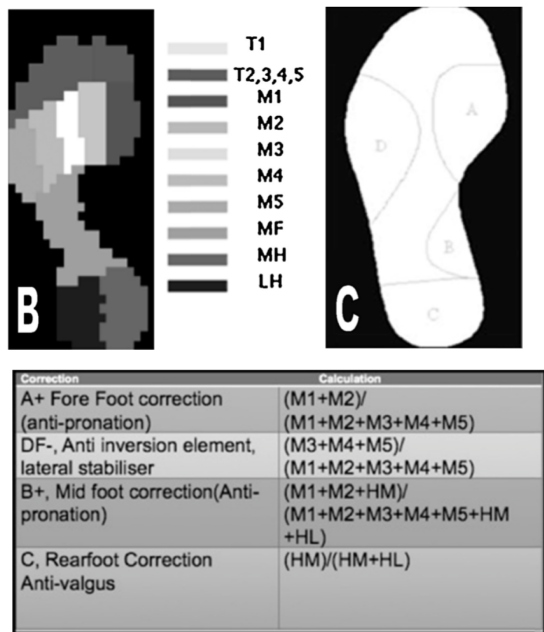 T1
T2,3,4,5
M1
M2
M3
M4
M5
MF
MH
LH
B
A
D
B
C
C
Correction Calculation
A+ Fore Foot correction (M1+M2)/
(anti-pronation) (M1+M2+M3+M4+M5)
DF-, Anti inversion element, (M3+M4+M5)/
lateral stabiliser (M1+M2+M3+M4+M5)
B+, Mid foot correction(Anti- (M1+M2+HM)/
pronation) (M1+M2+M3+M4+M5+HM
+HL)
C, Rearfoot Correction (HM)/(HM+HL)
Anti-valgus